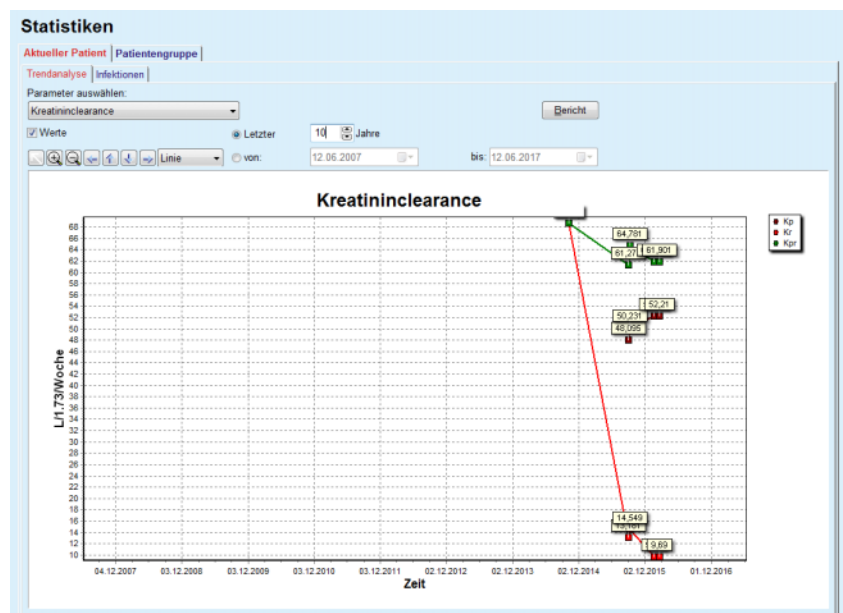 Statistiken
Aktueller Patient Patientengruppe
Trendanalyse Infektionen
Parameter auswählen:
Kreatininclearance Bericht
Werte Letzter 10 Jahre
Linie von: 12.06.2007 bis: 12.06.2017
Kreatininclearance
Kp
Kr
Kpr
68
66
64
62
60
58
56
54
52
50
48
46
44
42
40
38
36
34
32
30
28
26
24
22
20
18
16
14
12
10
L/1.73/Woche
64,781
61,27 61,901
52,21
50,231
48,095
14,549
9,69
04.12.2007 03.12.2008 03.12.2009 03.12.2010 03.12.2011 02.12.2012 02.12.2013 02.12.2014 02.12.2015 01.12.2016
Zeit